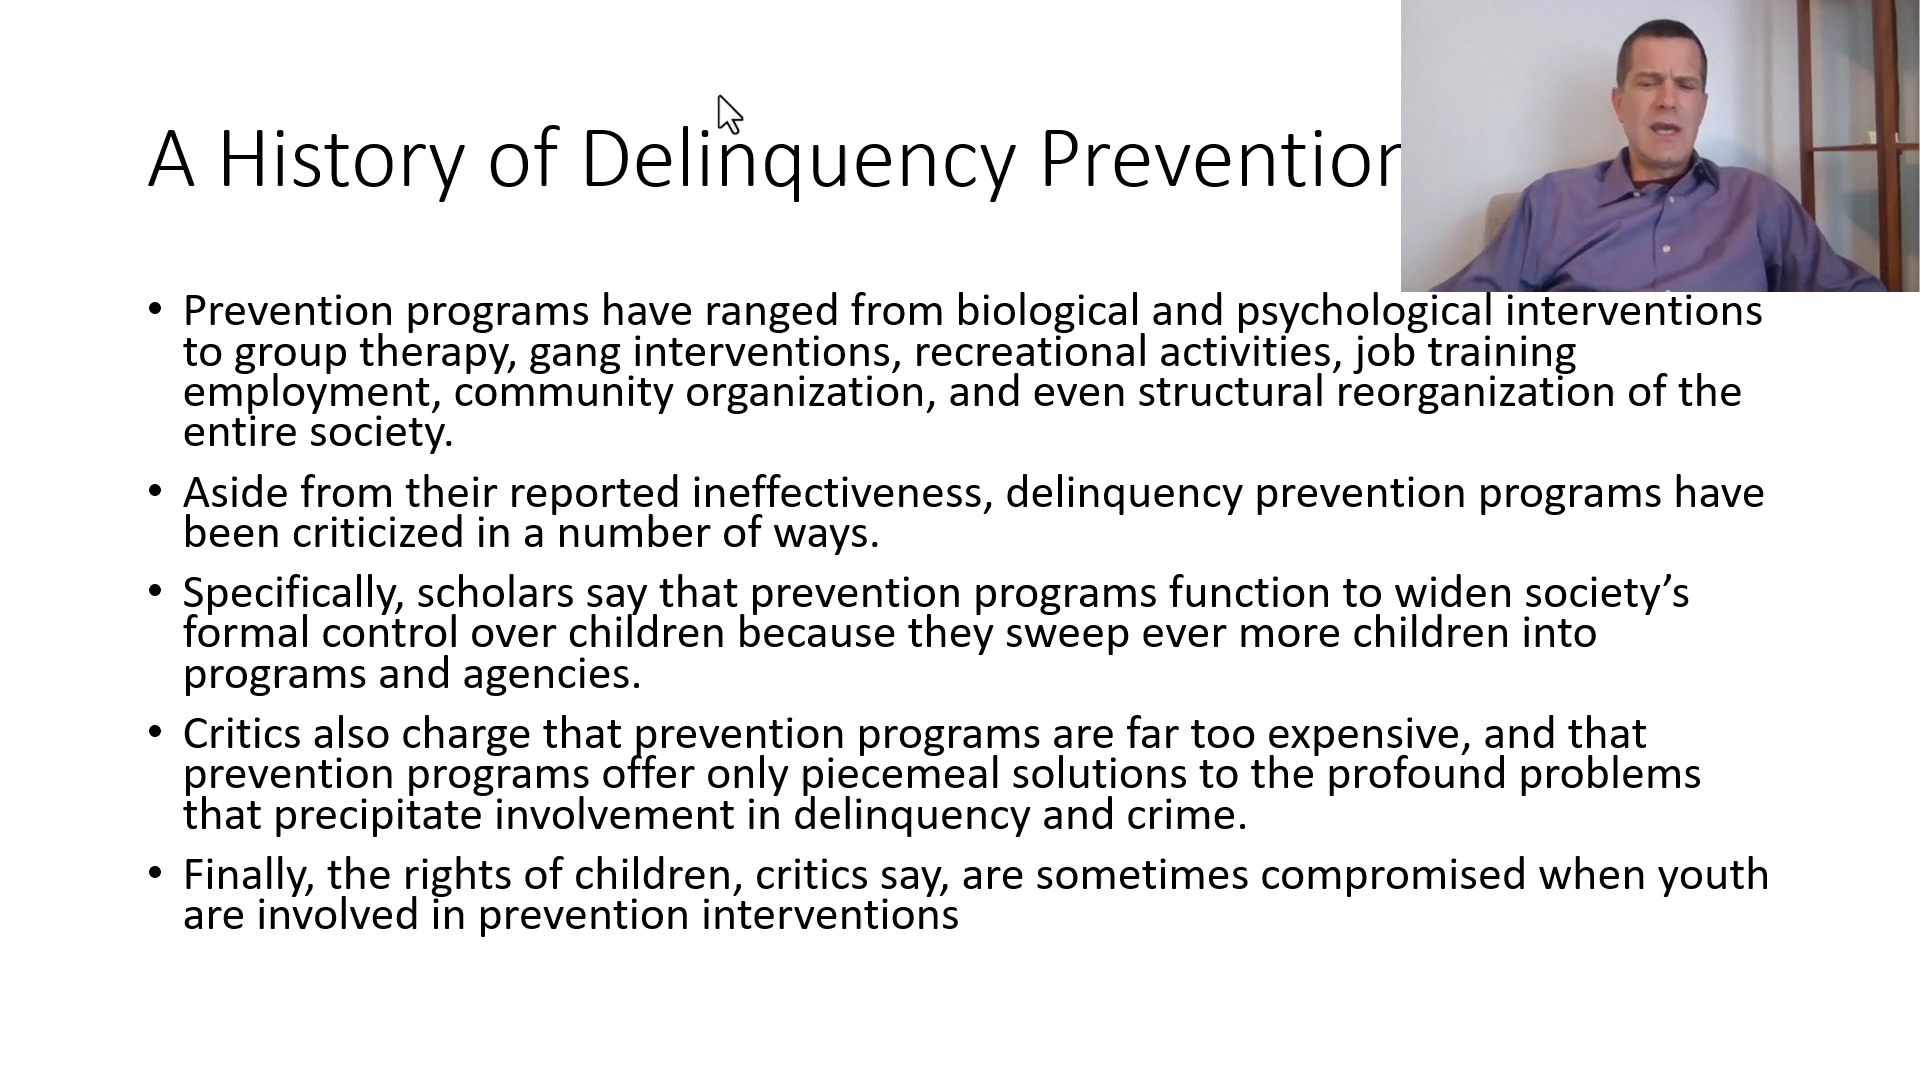 A History of Delinquency Prevention
• Prevention programs have ranged from biological and psychological interventions
to group therapy, gang interventions, recreational activities, job training
employment, community organization, and even structural reorganization of the
entire society.
• Aside from their reported ineffectiveness, delinquency prevention programs have
been criticized in a number of ways.
• Specifically, scholars say that prevention programs function to widen society’s
formal control over children because they sweep ever more children into
programs and agencies.
• Critics also charge that prevention programs are far too expensive, and that
prevention programs offer only piecemeal solutions to the profound problems
that precipitate involvement in delinquency and crime.
• Finally, the rights of children, critics say, are sometimes compromised when youth
are involved in prevention interventions